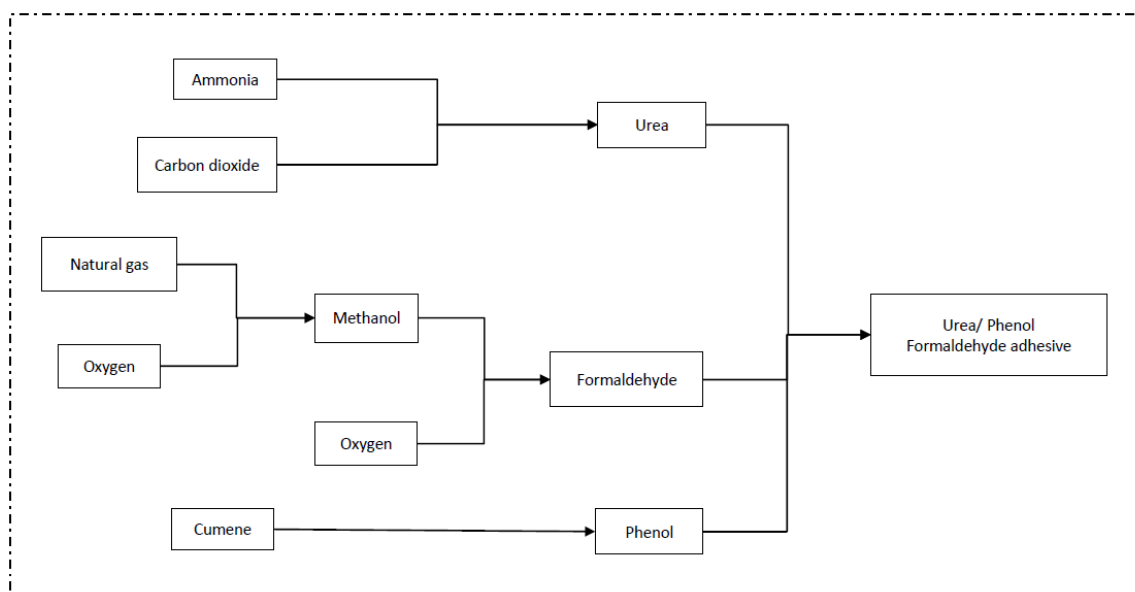 Ammonia
Carbon dioxide
Urea
Natural gas
Oxygen
Methanol
Oxygen
Formaldehyde
Cumene
Phenol
Urea/ Phenol
Formaldehyde adhesive